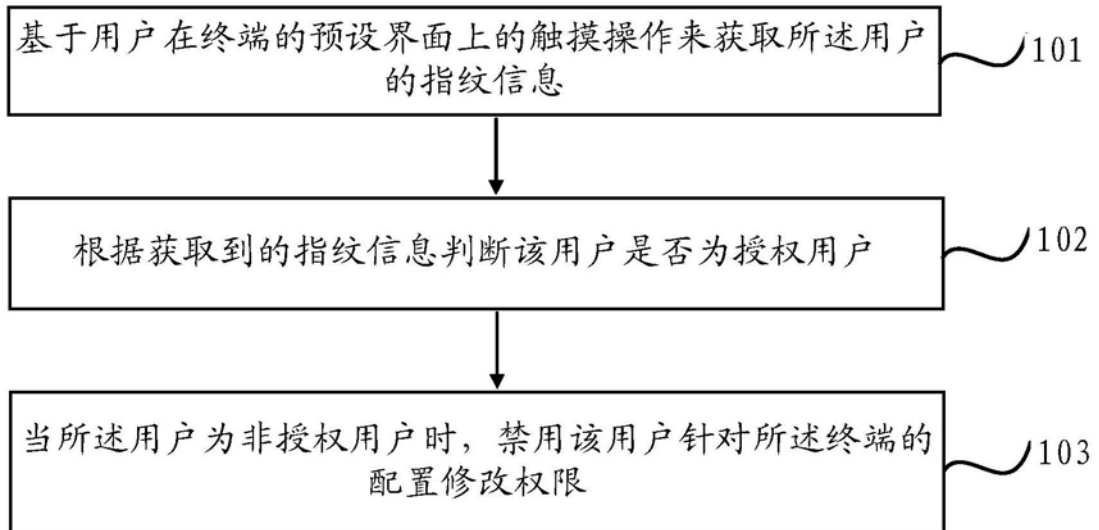 基于用户在终端的预设界面上的触摸操作来获取所述用户
的指纹信息
101
根据获取到的指纹信息判断该用户是否为授权用户
102
当所述用户为非授权用户时，禁用该用户针对所述终端的
配置修改权限
103